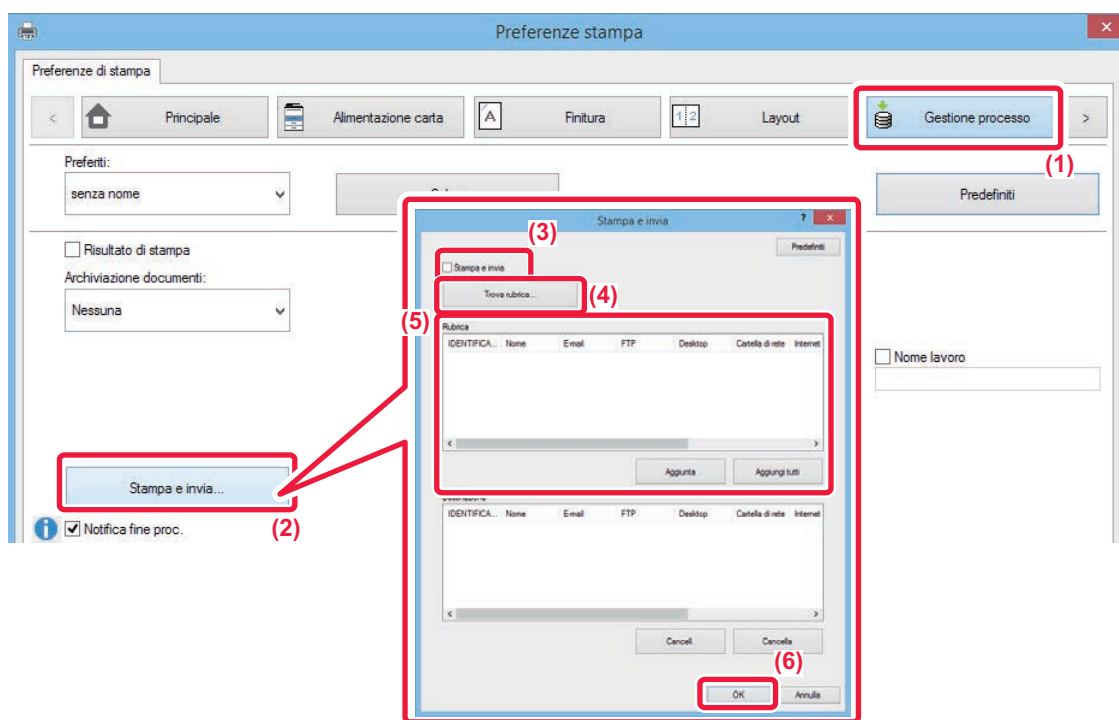 Preferenze stampa
Preferenze di stampa
< Principale Alimentazione carta A Finitura 1 2 Layout Gestione processo >
(1)
Preferiti:
senza nome
Predefiniti
Risultato di stampa
Archiviazione documenti:
Nessuna
Nome lavoro
Stampa e invia...
(2)
Notifica fine proc.
Stampa e invia ? x
Predefiniti
(3)
Stampa e invia
Trova rubrica...
(4)
(5)
Rubrica
IDENTIFICA... Nome E-mail FTP Desktop Cartella di rete Internet
< >
Aggiunta Aggiungi tutti
IDENTIFICA... Nome E-mail FTP Desktop Cartella di rete Internet
< >
Cancell. Cancella
(6)
OK Annulla